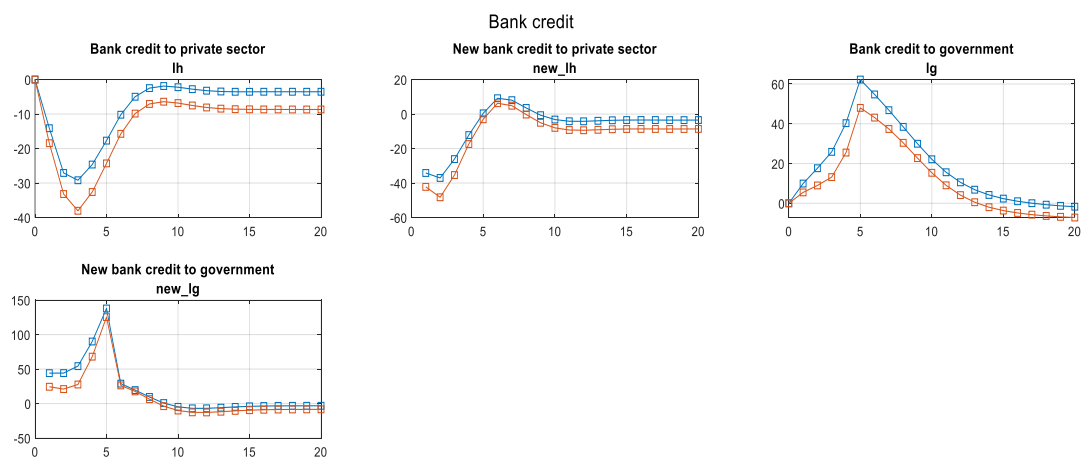 Bank credit
Bank credit to private sector
lh
0
-10
-20
-30
-40
0 5 10 15 20
New bank credit to private sector
new_lh
20
0
-20
-40
-60
0 5 10 15 20
Bank credit to government
lg
60
40
20
0
0 5 10 15 20
New bank credit to government
new_lg
150
100
50
0
-50
0 5 10 15 20